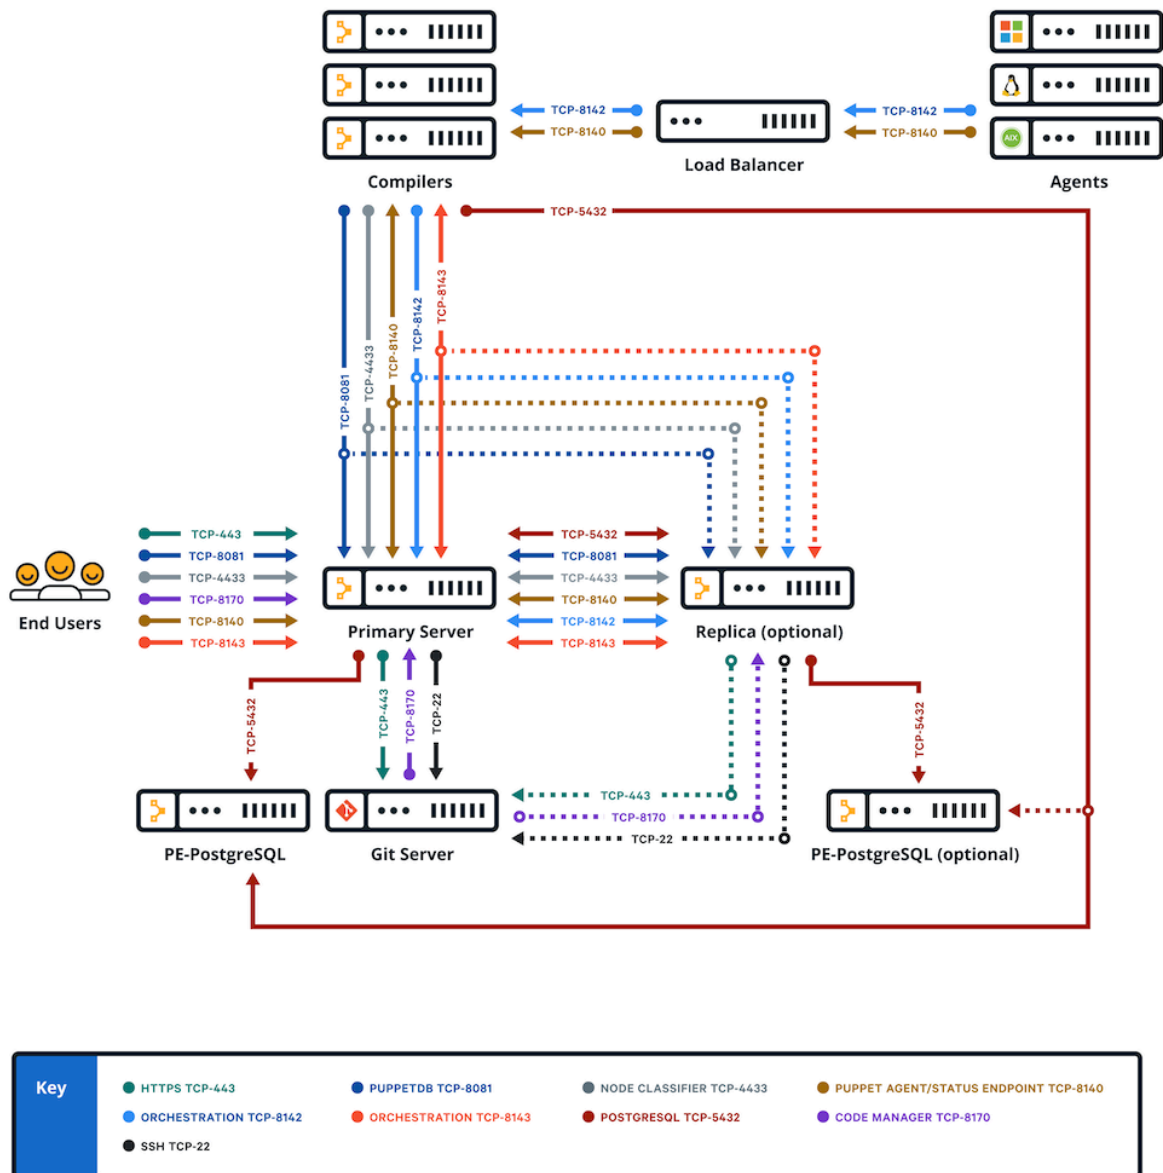 TCP-8142
TCP-8140
TCP-8142
TCP-8140
AIX
Compilers
Load Balancer
Agents
TCP-5432
TCP-8081
TCP-4433
TCP-8140
TCP-8142
TCP-8143
TCP-443
TCP-8081
TCP-4433
TCP-8170
TCP-8140
TCP-8143
End Users
TCP-5432
TCP-8081
TCP-4433
TCP-8140
TCP-8142
TCP-8143
Primary Server
Replica (optional)
TCP-5432
TCP-443
TCP-8170
TCP-22
TCP-5432
TCP-443
TCP-8170
TCP-22
PE-PostgreSQL
Git Server
PE-PostgreSQL (optional)
Key
HTTPS TCP-443
PUPPETDB TCP-8081
NODE CLASSIFIER TCP-4433
PUPPET AGENT/STATUS ENDPOINT TCP-8140
ORCHESTRATION TCP-8142
ORCHESTRATION TCP-8143
POSTGRESQL TCP-5432
CODE MANAGER TCP-8170
SSH TCP-22